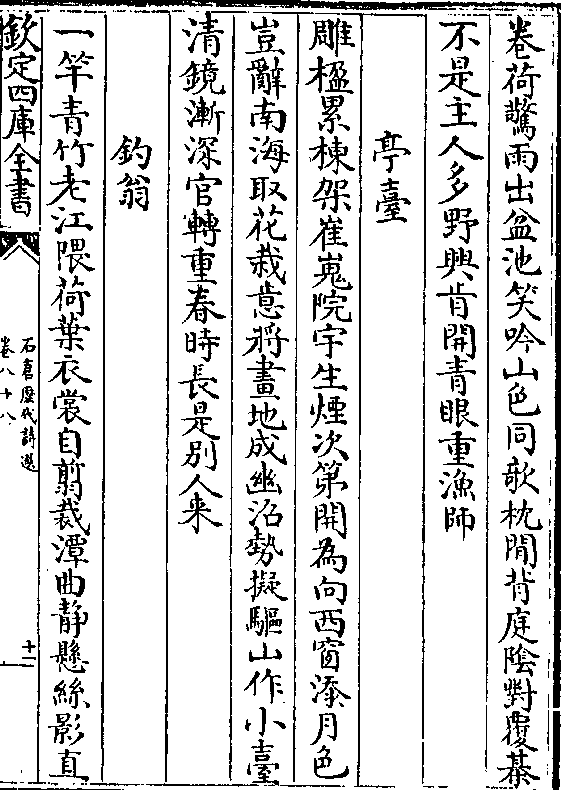 卷荷驚雨出盆池笑吟山色同欹枕閒背庭陰對覆棊
不是主人多野興肯開青眼重漁師
亭臺
雕楹累棟架崔嵬院宇生煙次第開為向西窗添月色
豈辭南海取花栽意將畫地成幽沼勢擬驅山作小臺
清鏡漸深官轉重春時長是別人来
釣翁
一竿青竹老江隈荷葉衣裳自剪裁潭曲静懸絲影直
欽定四庫全書
石倉歷代詩選
卷八十八
十二